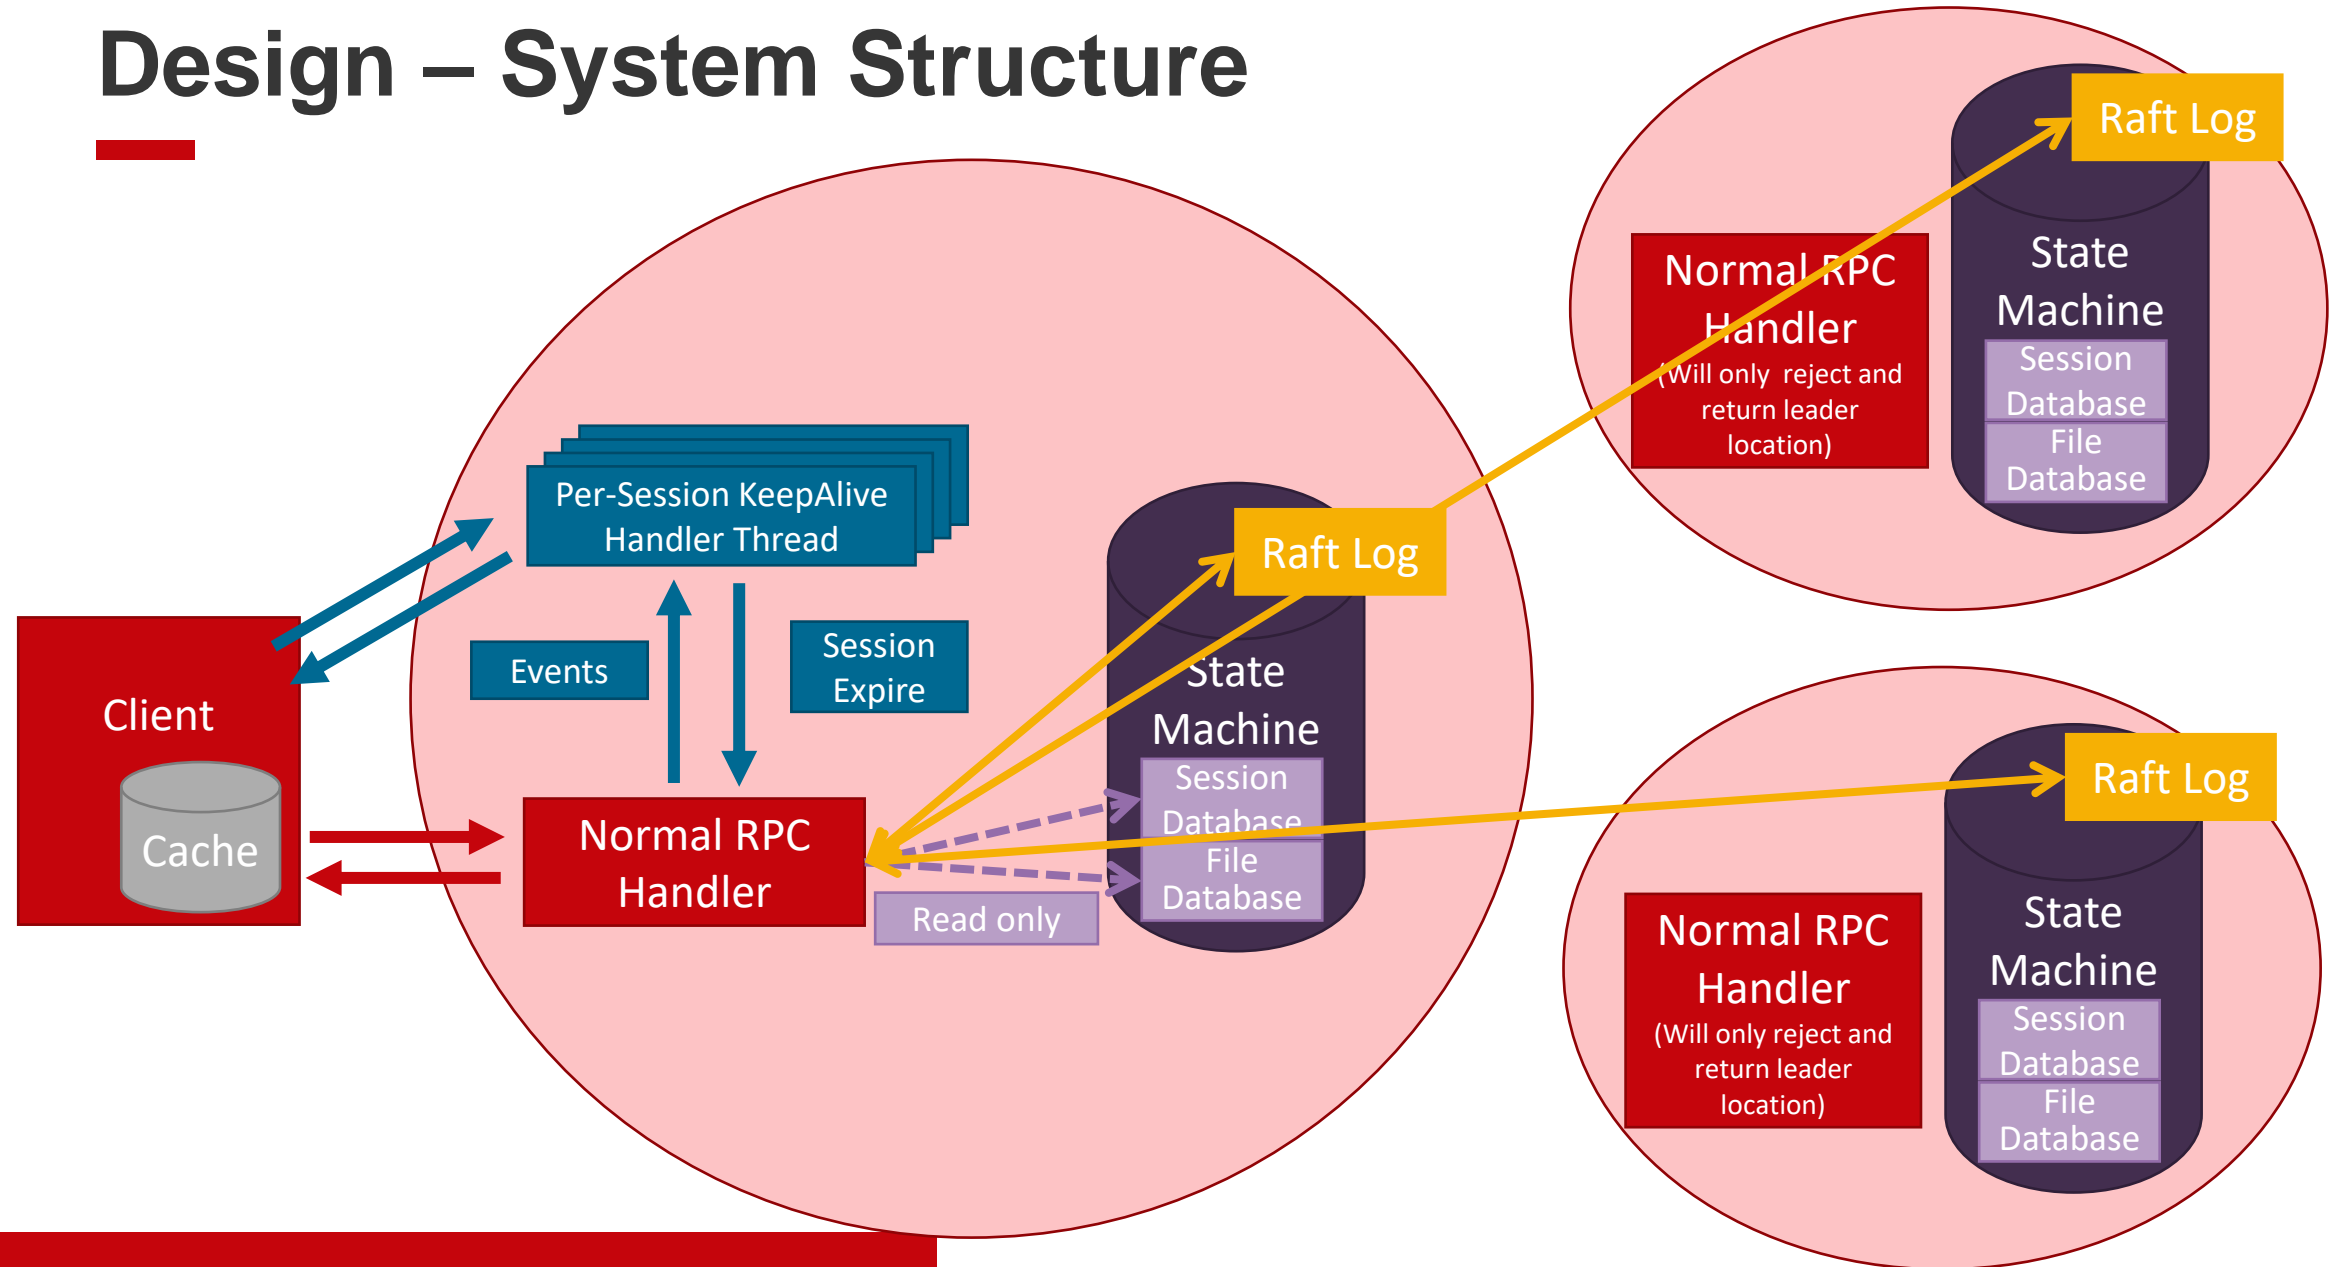 Design – System Structure
Raft Log
State
Machine
Session
Database
File
Database
Normal RPC
Handler
(Will only reject and
return leader
location)
Per-Session KeepAlive
Handler Thread
Raft Log
Events
Session
Expire
State
Machine
Session
Database
File
Database
Client
Cache
Normal RPC
Handler
Read only
Raft Log
State
Machine
Session
Database
File
Database
Normal RPC
Handler
(Will only reject and
return leader
location)